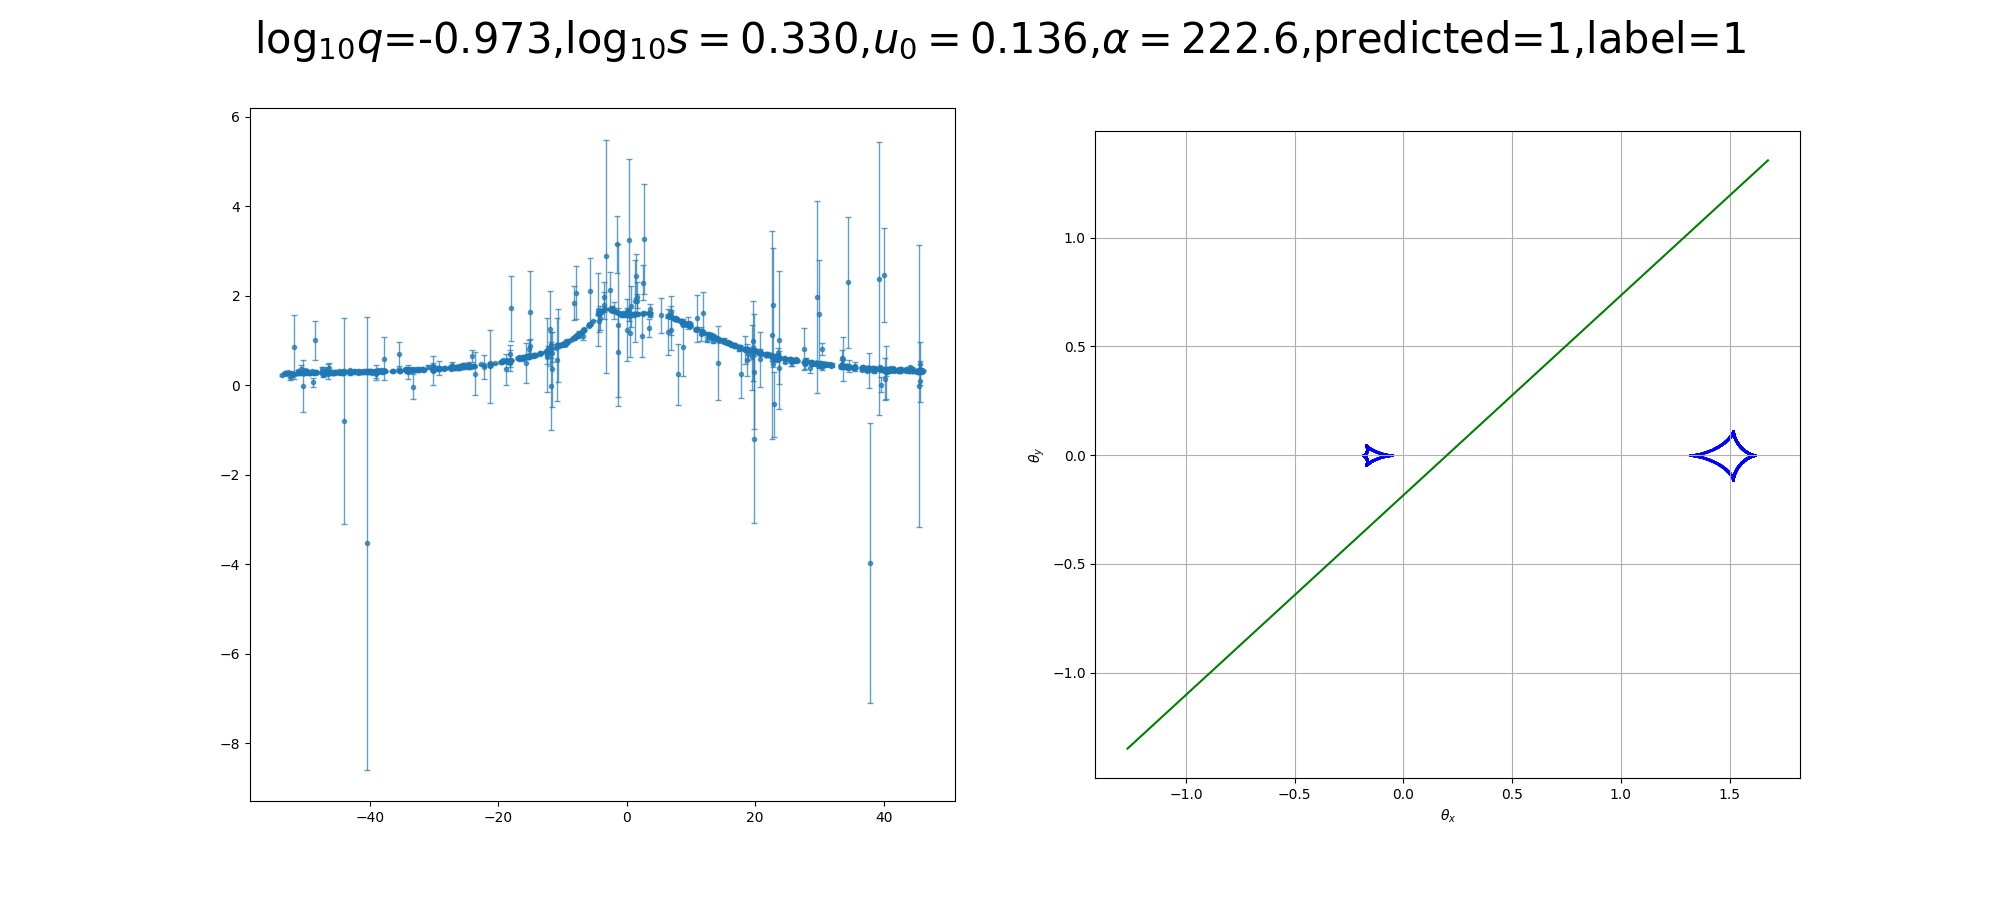 log₁₀q=-0.973,log₁₀s = 0.330,u₀ = 0.136,α = 222.6,predicted=1,label=1
6
4
2
0
−2
−4
−6
−8
−40 −20 0 20 40
1.0
0.5
0.0
−0.5
−1.0
θy
−1.0 −0.5 0.0 0.5 1.0 1.5
θx